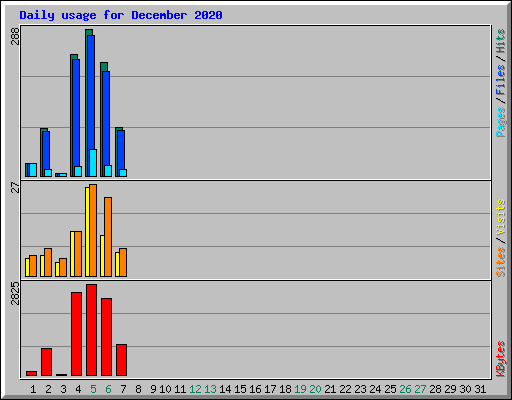 Daily usage for December 2020
288
Pages / Files / Hits
27
Sites / Visits
2825
KBytes
1 2 3 4 5 6 7 8 9 10 11 12 13 14 15 16 17 18 19 20 21 22 23 24 25 26 27 28 29 30 31